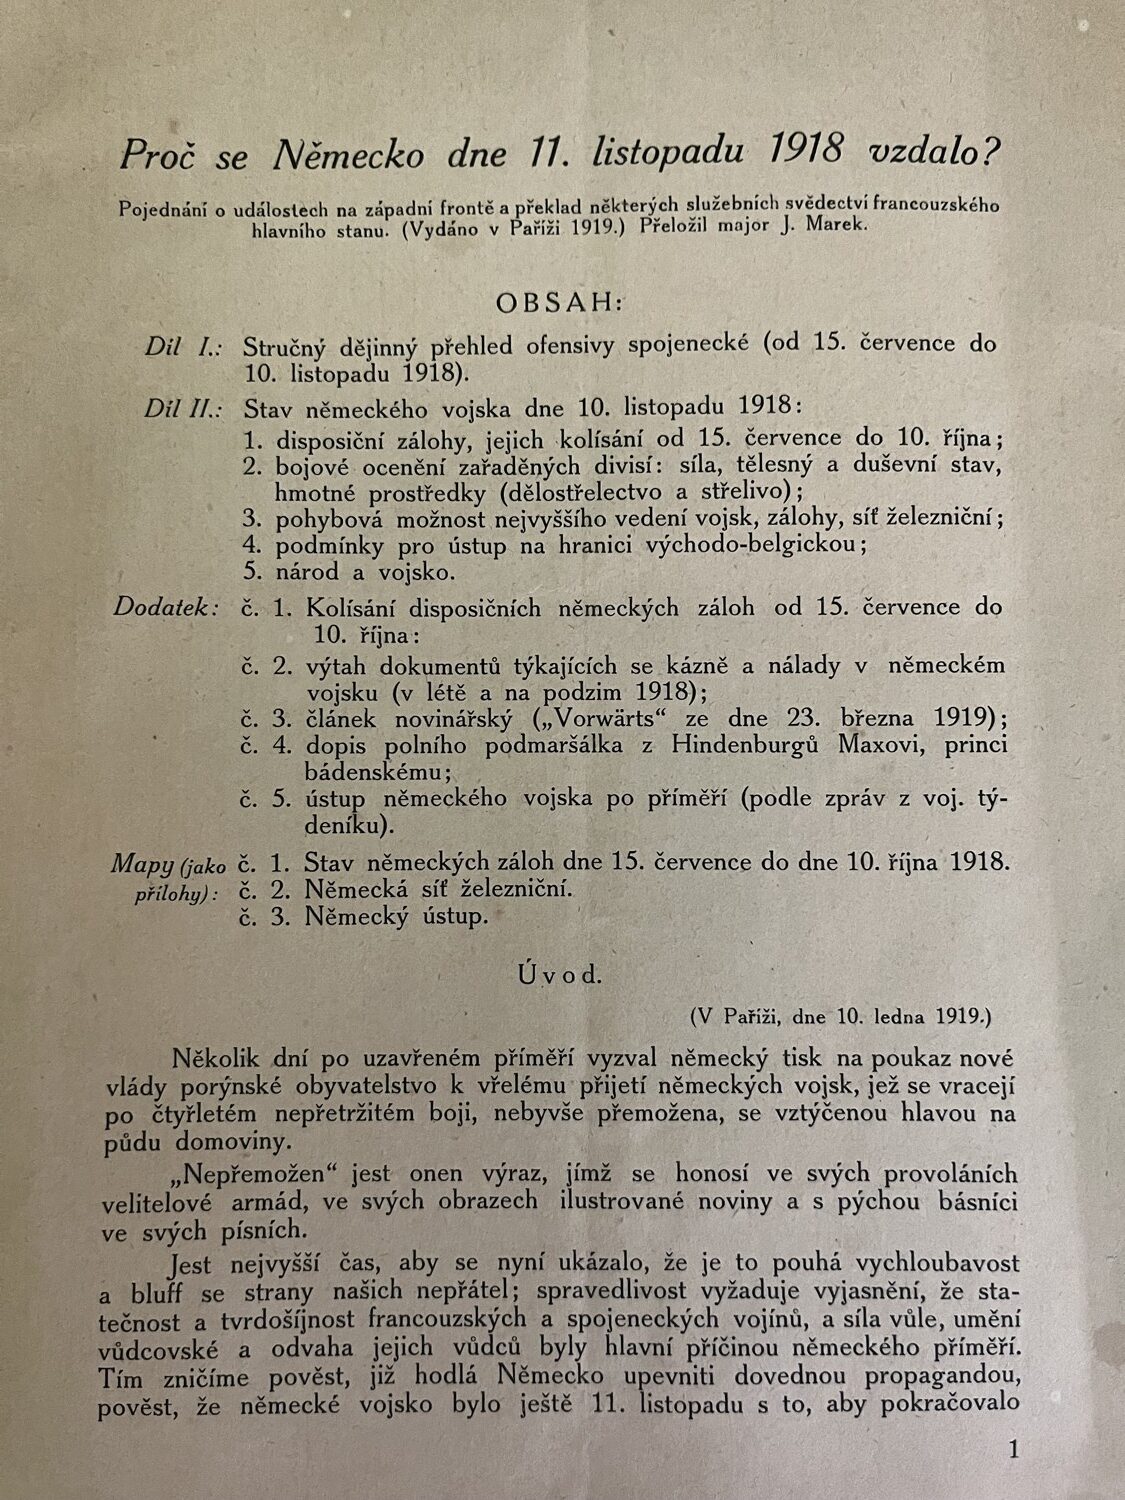 Proč se Německo dne 11. listopadu 1918 vzdalo?
Pojednání o událostech na západní frontě a překlad některých služebních svědectví francouzského
hlavního stanu. (Vydáno v Paříži 1919.) Přeložil major J. Marek.
OBSAH:
Díl I.: Stručný dějinný přehled ofensivy spojenecké (od 15. července do
10. listopadu 1918).
Díl II.: Stav německého vojska dne 10. listopadu 1918:
1. disposiční zálohy, jejich kolísání od 15. července do 10. října;
2. bojové ocenění zařaděných divisí: síla, tělesný a duševní stav,
hmotné prostředky (dělostřelectvo a střelivo);
3. pohybová možnost nejvyššího vedení vojsk, zálohy, síť železniční;
4. podmínky pro ústup na hranici východo-belgickou;
5. národ a vojsko.
Dodatek: č. 1. Kolísání disposičních německých záloh od 15. července do
10. října:
č. 2. výtah dokumentů týkajících se kázně a nálady v německém
vojsku (v létě a na podzim 1918);
č. 3. článek novinářský („Vorwärts“ ze dne 23. března 1919);
č. 4. dopis polního podmaršálka z Hindenburgů Maxovi, princi
bádenskému;
č. 5. ústup německého vojska po příměří (podle zpráv z voj. tý-
deníku).
Mapy (jako č. 1. Stav německých záloh dne 15. července do dne 10. října 1918.
přílohy): č. 2. Německá síť železniční.
č. 3. Německý ústup.
Úvod.
(V Paříži, dne 10. ledna 1919.)
Několik dní po uzavřeném příměří vyzval německý tisk na poukaz nové
vlády porýnské obyvatelstvo k vřelému přijetí německých vojsk, jež se vracejí
po čtyřletém nepřetržitém boji, nebyvše přemožena, se vztýčenou hlavou na
půdu domoviny.
„Nepřemožen“ jest onen výraz, jímž se honosí ve svých provoláních
velitelové armád, ve svých obrazech ilustrované noviny a s pýchou básníci
ve svých písních.
Jest nejvyšší čas, aby se nyní ukázalo, že je to pouhá vychloubavost
a bluff se strany našich nepřátel; spravedlivost vyžaduje vyjasnění, že sta-
tečnost a tvrdošíjnost francouzských a spojeneckých vojínů, a síla vůle, umění
vůdcovské a odvaha jejich vůdců byly hlavní příčinou německého příměří.
Tím zničíme pověst, již hodlá Německo upevniti dovednou propagandou,
pověst, že německé vojsko bylo ještě 11. listopadu s to, aby pokračovalo
1